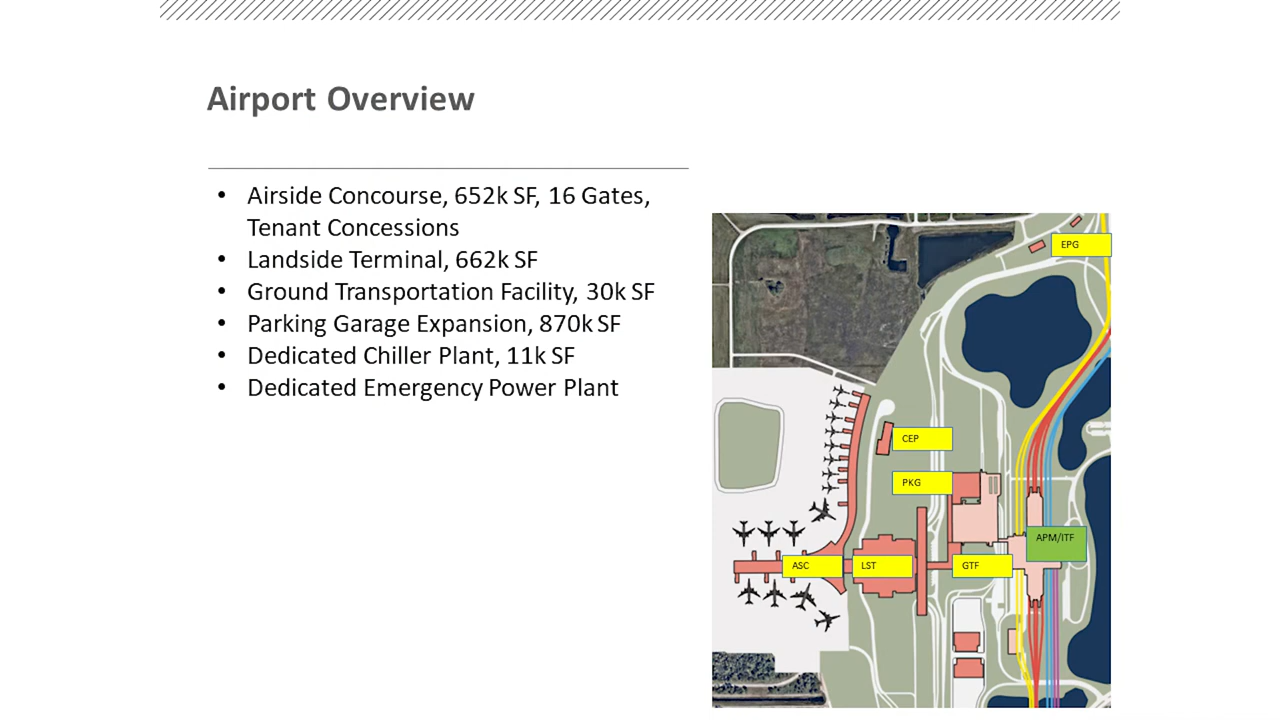 Airport Overview
• Airside Concourse, 652k SF, 16 Gates,
Tenant Concessions
• Landside Terminal, 662k SF
• Ground Transportation Facility, 30k SF
• Parking Garage Expansion, 870k SF
• Dedicated Chiller Plant, 11k SF
• Dedicated Emergency Power Plant
EPG
CEP
PKG
APM/ITF
ASC
LST
GTF